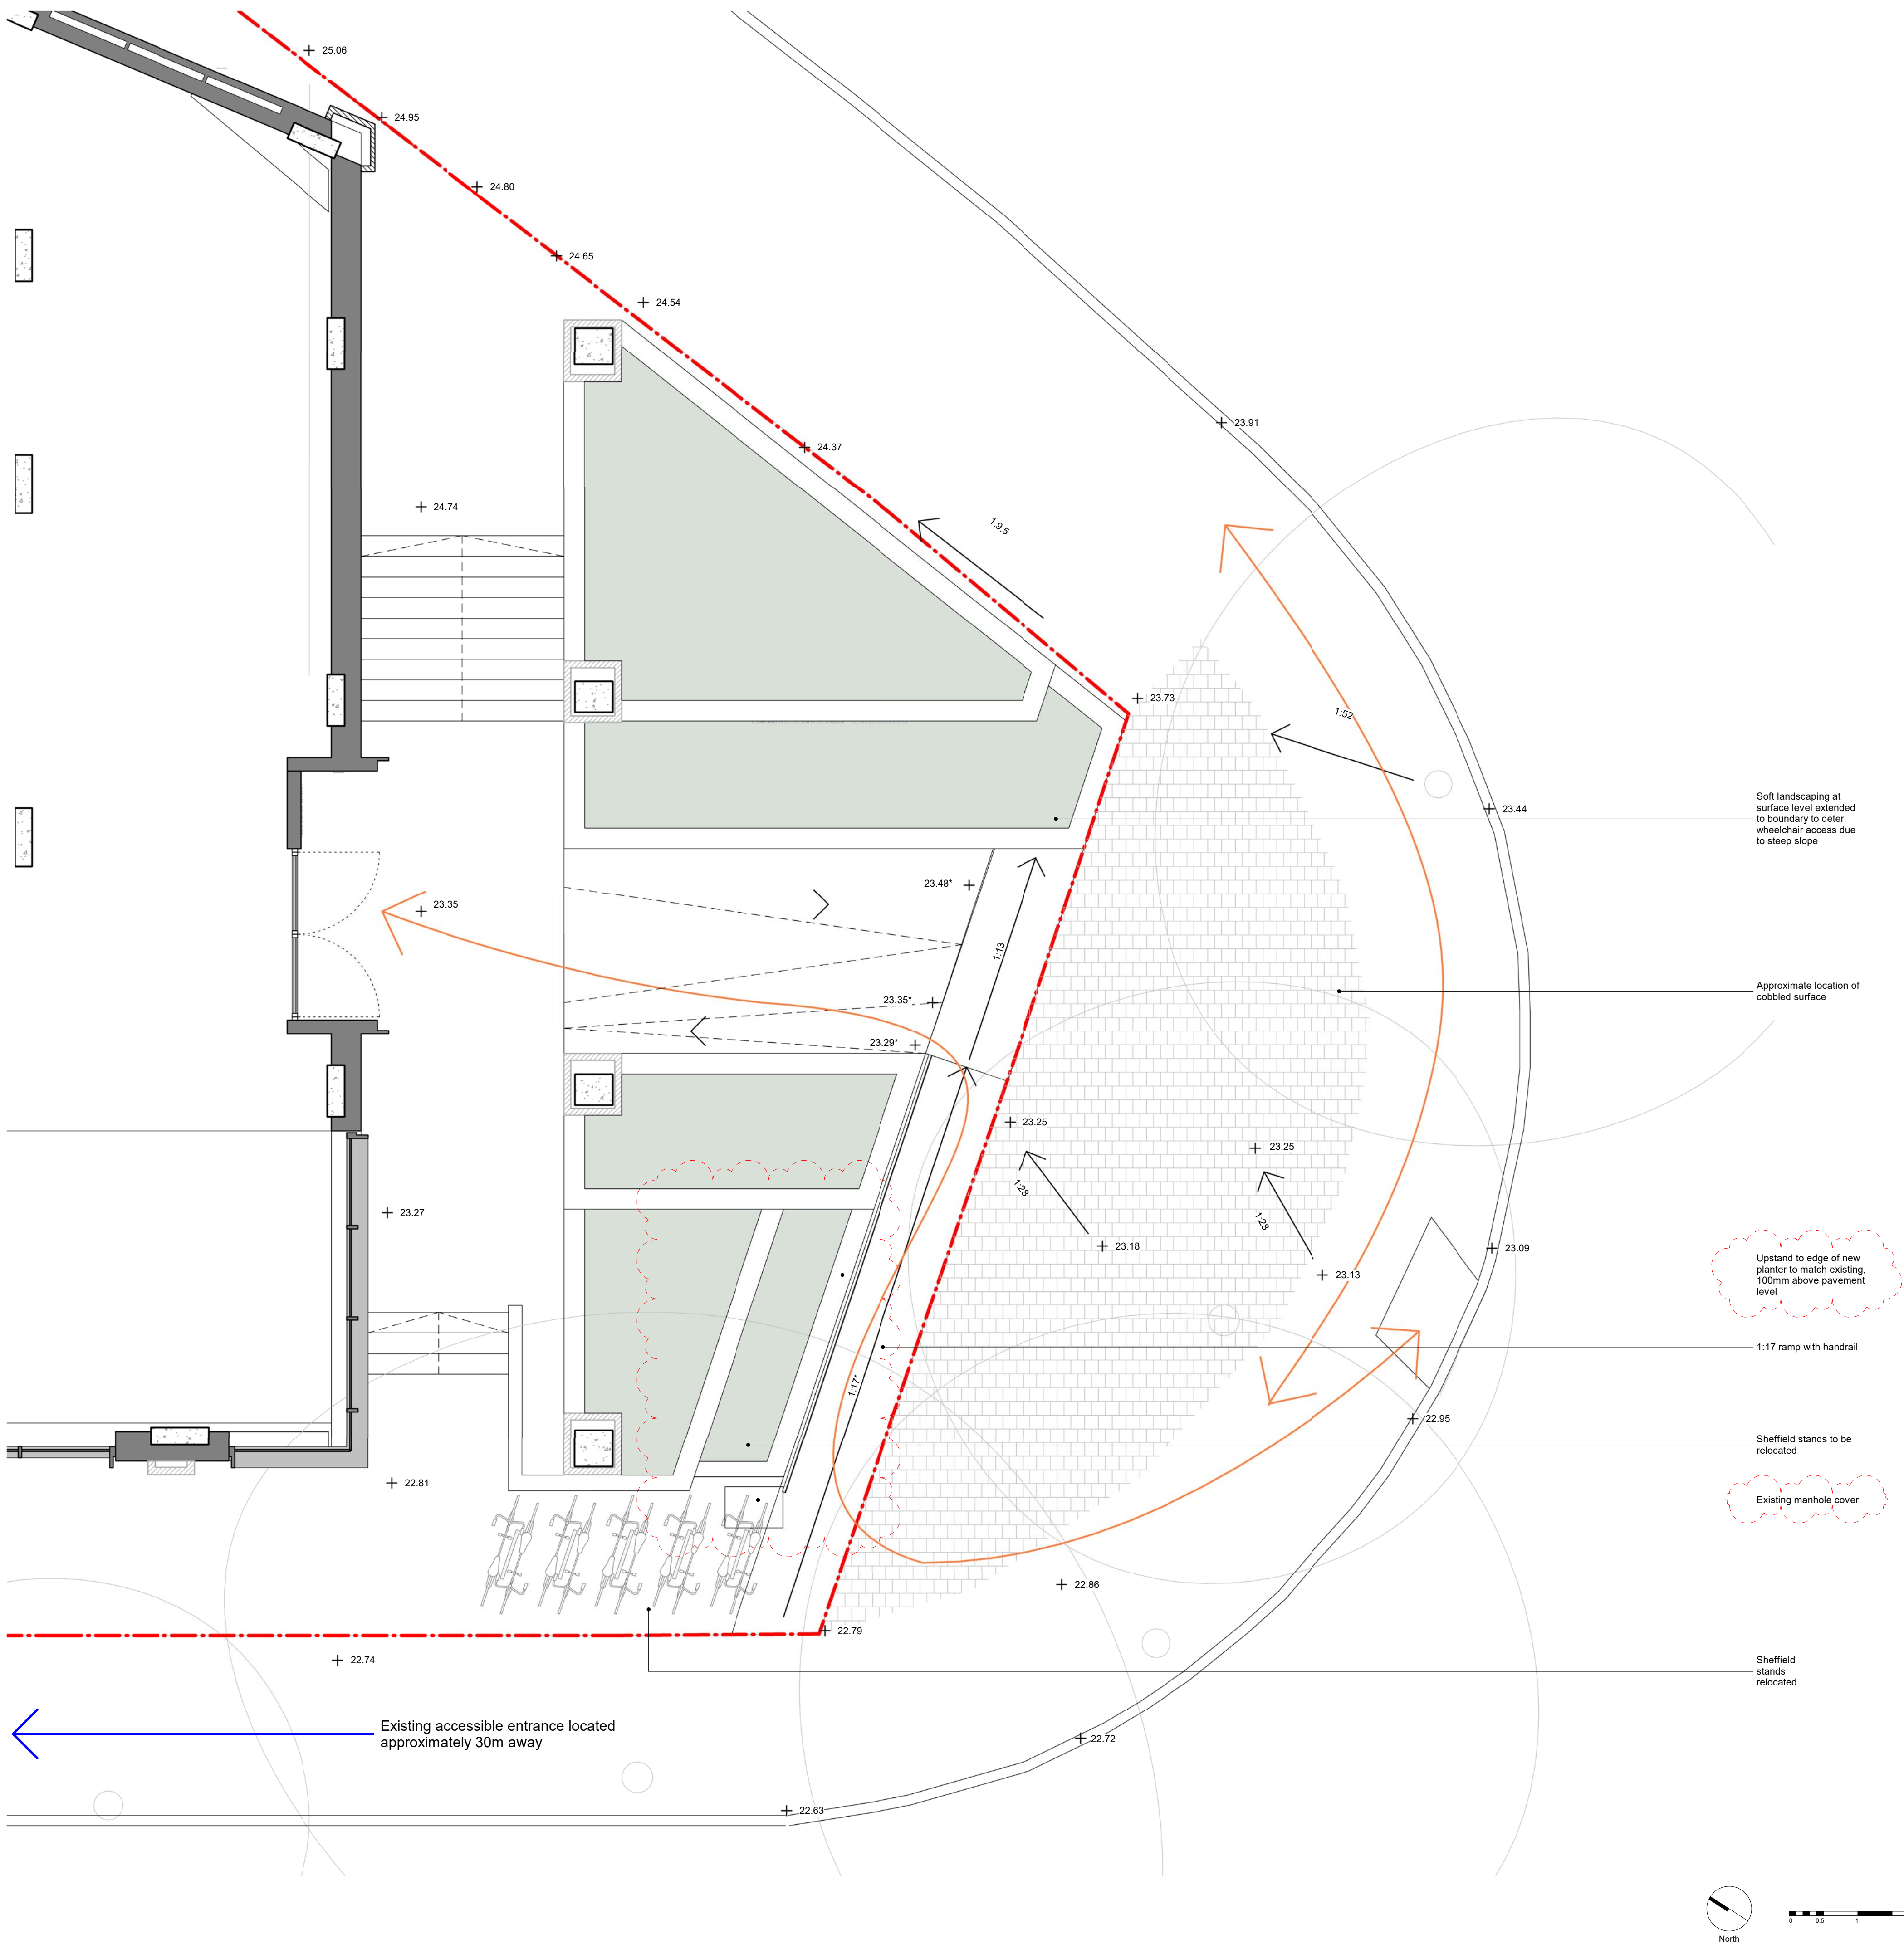 25.06
24.95
24.80
24.65
24.54
23.91
24.37
24.74
1:9.5
23.73
1:52
23.44
Soft landscaping at
surface level extended
to boundary to deter
wheelchair access due
to steep slope
23.48*
23.35
1:13
23.35*
Approximate location of
cobbled surface
23.29*
23.25
23.25
1:28
1:28
23.27
23.18
23.09
23.13
Upstand to edge of new
planter to match existing,
100mm above pavement
level
1:17 ramp with handrail
1:17*
22.95
Sheffield stands to be
relocated
22.81
Existing manhole cover
22.86
22.79
22.74
Sheffield
stands
relocated
Existing accessible entrance located
approximately 30m away
22.72
22.63
North
0
0.5
1